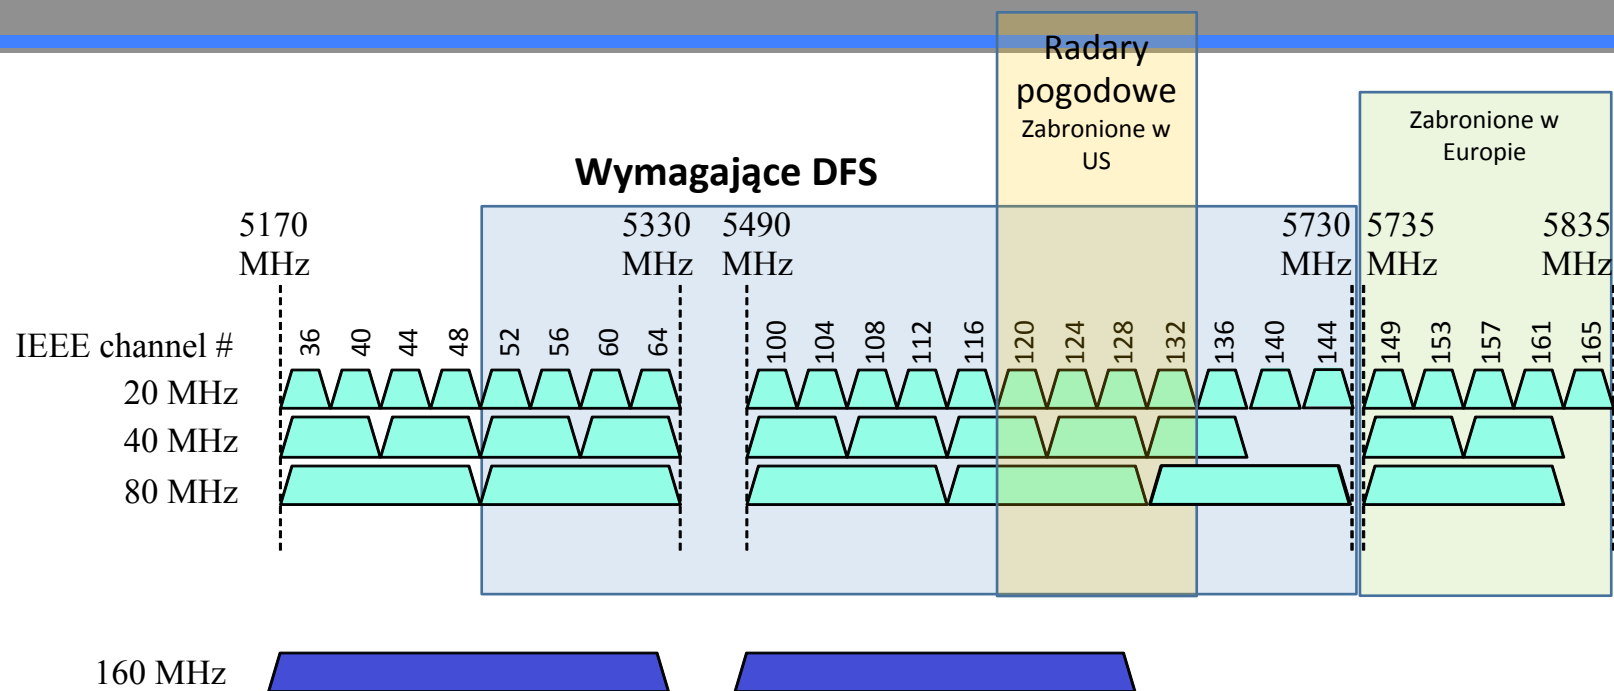 Radary
pogodowe
Zabronione w
US
Zabronione w
Europie
Wymagające DFS
5170
MHz
5330
MHz
5490
MHz
5730
MHz
5735
MHz
5835
MHz
IEEE channel #
36 40 44 48 52 56 60 64 100 104 108 112 116 120 124 128 132 136 140 144 149 153 157 161 165
20 MHz
40 MHz
80 MHz
160 MHz